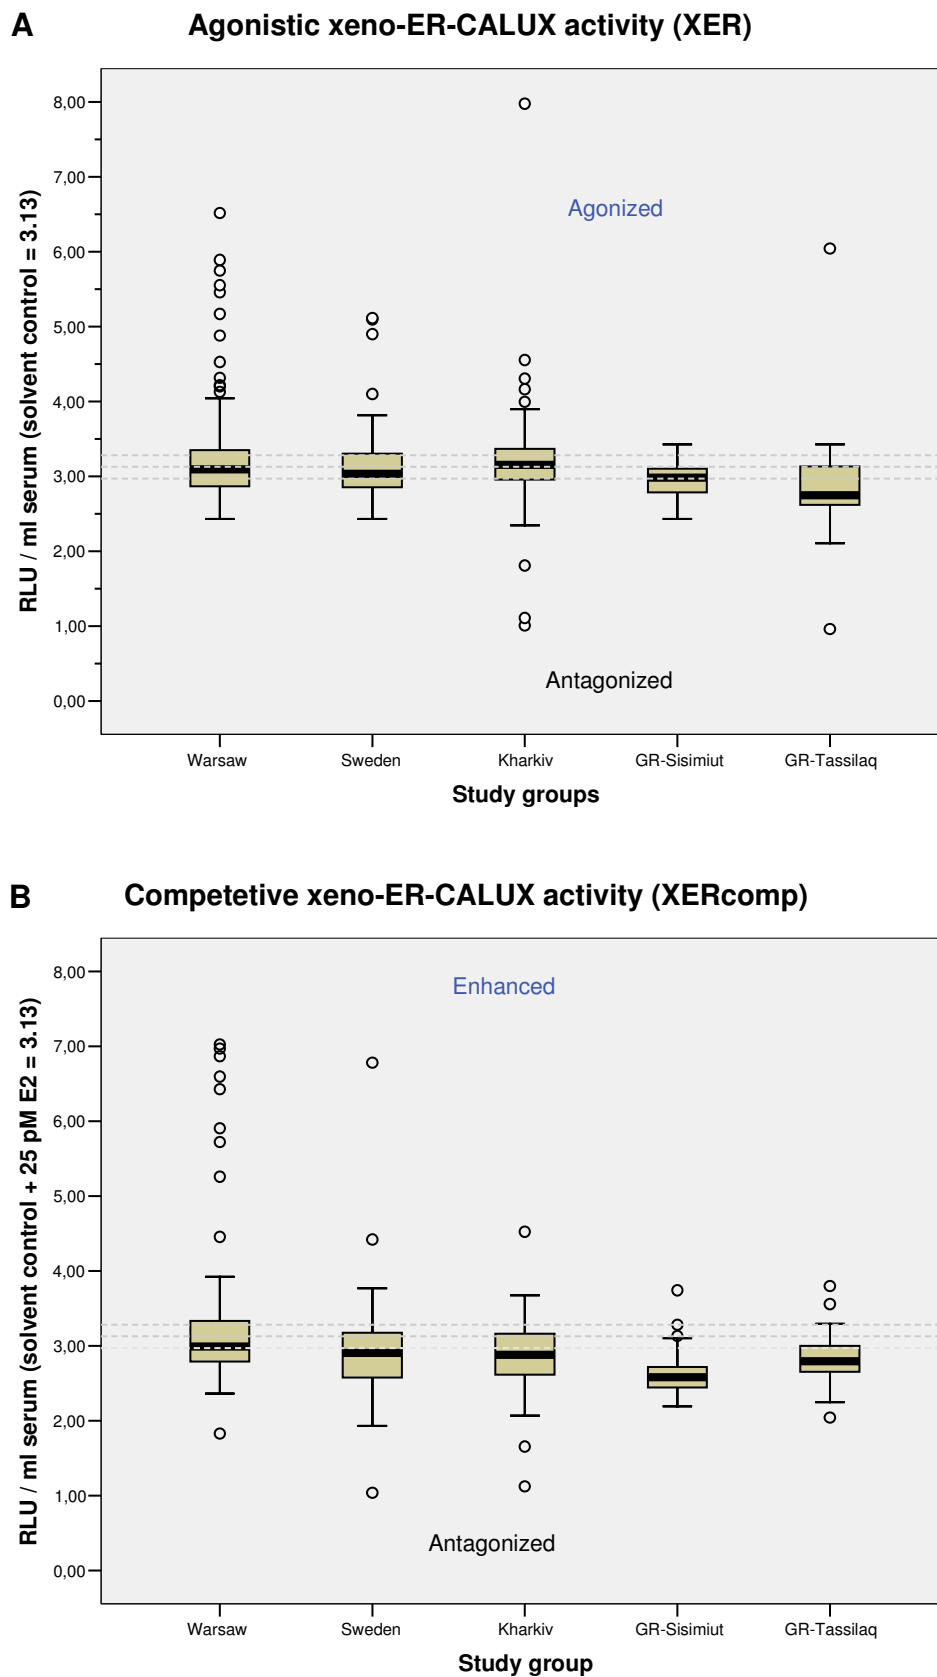 A
Agonistic xeno-ER-CALUX activity (XER)
RLU / ml serum (solvent control = 3.13)
8,00
7,00
6,00
5,00
4,00
3,00
2,00
1,00
0,00
Agonized
Antagonized
Warsaw Sweden Kharkiv GR-Sisimiut GR-Tassilaq
Study groups
B
Competetive xeno-ER-CALUX activity (XERcomp)
RLU / ml serum (solvent control + 25 pM E2 = 3.13)
8,00
7,00
6,00
5,00
4,00
3,00
2,00
1,00
0,00
Enhanced
Antagonized
Warsaw Sweden Kharkiv GR-Sisimiut GR-Tassilaq
Study group